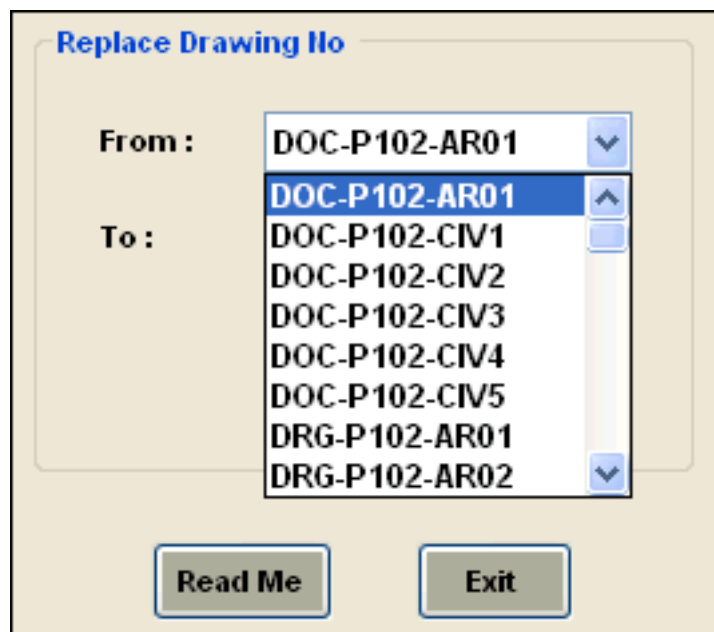 Replace Drawing No
From : DOC-P102-AR01
DOC-P102-AR01
To : DOC-P102-CIV1
DOC-P102-CIV2
DOC-P102-CIV3
DOC-P102-CIV4
DOC-P102-CIV5
DRG-P102-AR01
DRG-P102-AR02
Read Me Exit